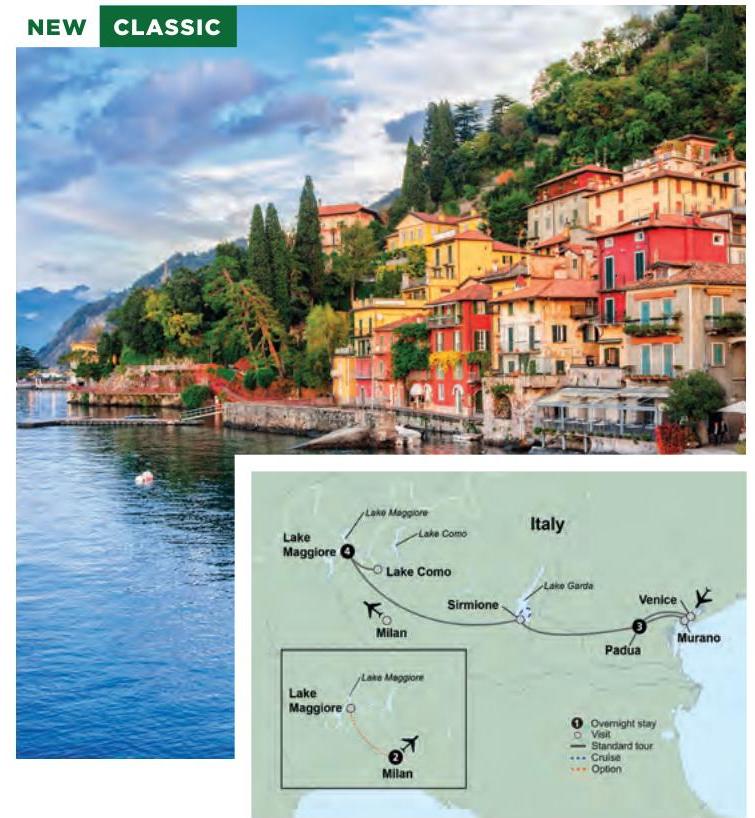 NEW CLASSIC
Italy
Lake Maggiore
Lake
Maggiore 4
Lake Como
Lake Como
Lake Garda
Sirmione
Venice
Milan
3
Murano
Padua
Lake Maggiore
Lake
Maggiore
2
Milan
1 Overnight stay
Visit
Standard tour
Cruise
Option